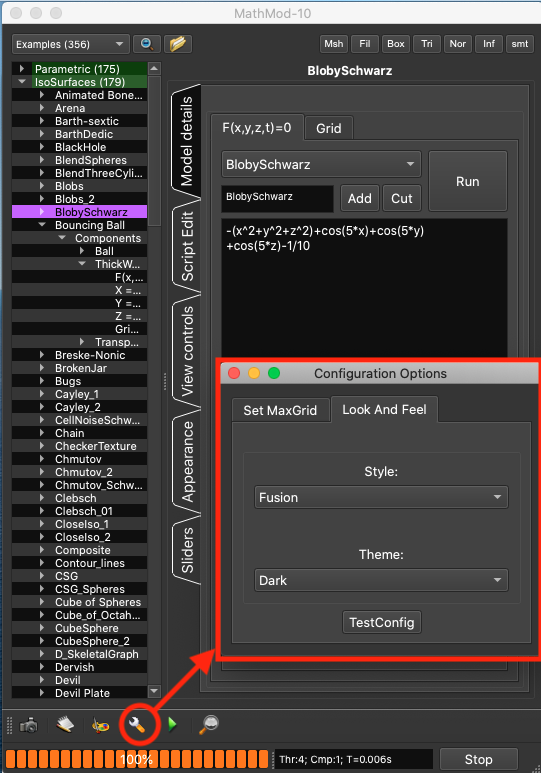 MathMod-10
Examples (356)
Msh
Fil
Box
Tri
Nor
Inf
smt
Parametric (175)
IsoSurfaces (179)
Animated Bone...
Arena
Barth-sextic
BarthDedic
BlackHole
BlendSpheres
BlendThreeCyli...
Blobs
Blobs_2
BlobySchwarz
Bouncing Ball
Components
Ball
ThickW...
F(x,...
X =...
Y =...
Z =...
Gri...
Transp...
Breske-Nonic
BrokenJar
Bugs
Cayley_1
Cayley_2
CellNoiseSchw...
Chain
CheckerTexture
Chmutov
Chmutov_2
Chmutov_Schw...
Clebsch
Clebsch_01
CloseIso_1
CloseIso_2
Composite
Contour_lines
CSG
CSG_Spheres
Cube of Spheres
Cube_of_Octah...
CubeSphere
CubeSphere_2
D_SkeletalGraph
Dervish
Devil
Devil Plate
Model details
Script Edit
View controls
Appearance
Sliders
BlobySchwarz
F(x,y,z,t)=0
Grid
BlobySchwarz
Run
BlobySchwarz
Add
Cut
-(x^2+y^2+z^2)+cos(5*x)+cos(5*y)
+cos(5*z)-1/10
Configuration Options
Set MaxGrid
Look And Feel
Style:
Fusion
Theme:
Dark
TestConfig
100%
Thr:4; Cmp:1; T=0.006s
Stop